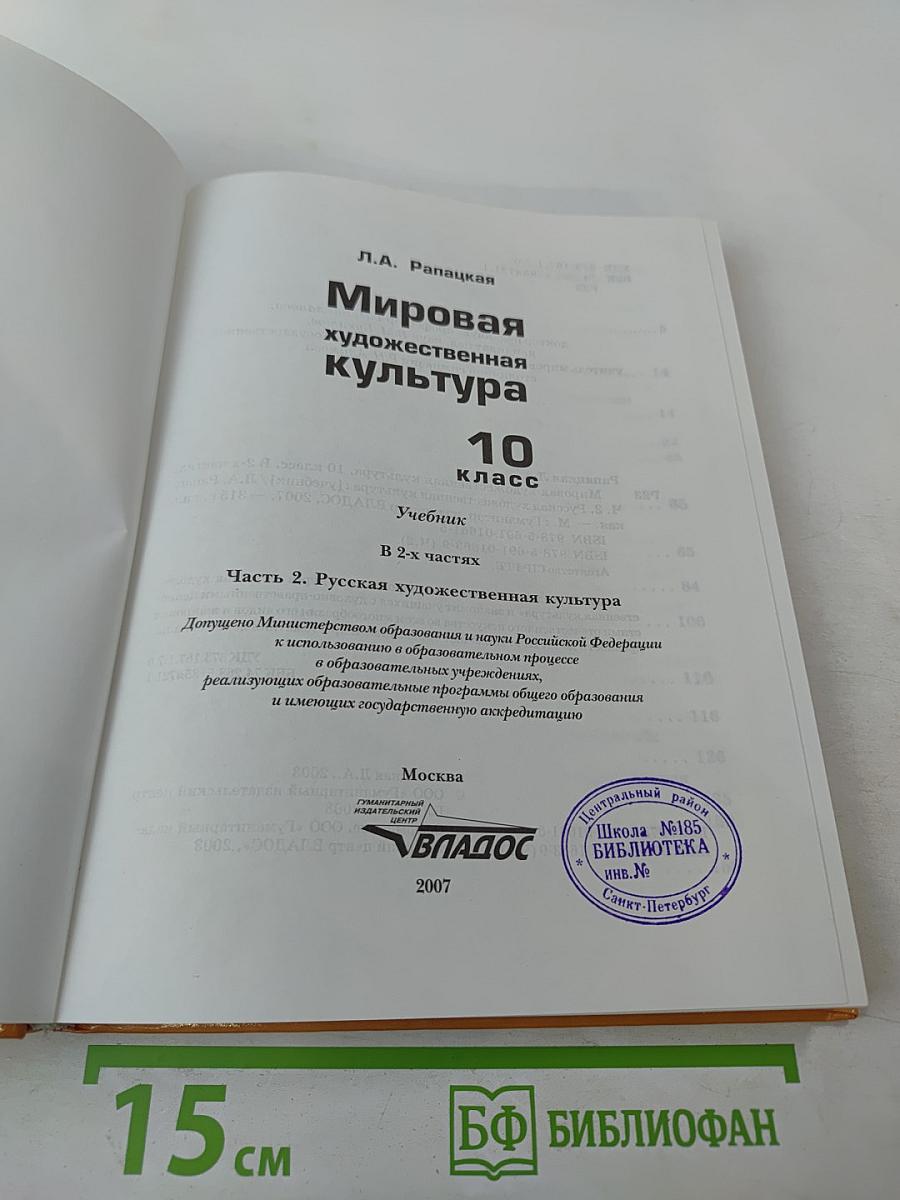 Л.А. Рапацкая
Мировая
художественная
культура
10
класс
Учебник
В 2-х частях
Часть 2. Русская художественная культура
Допущено Министерством образования и науки Российской Федерации
к использованию в образовательном процессе
в образовательных учреждениях,
реализующих образовательные программы общего образования
и имеющих государственную аккредитацию
Москва
ГУМАНИТАРНЫЙ
ИЗДАТЕЛЬСКИЙ
ЦЕНТР
ВЛАДОС
2007
Центральный район
Школа №185
БИБЛИОТЕКА
инв.№
* *
Санкт-Петербург
15 см
БФ БИБЛИОФАН